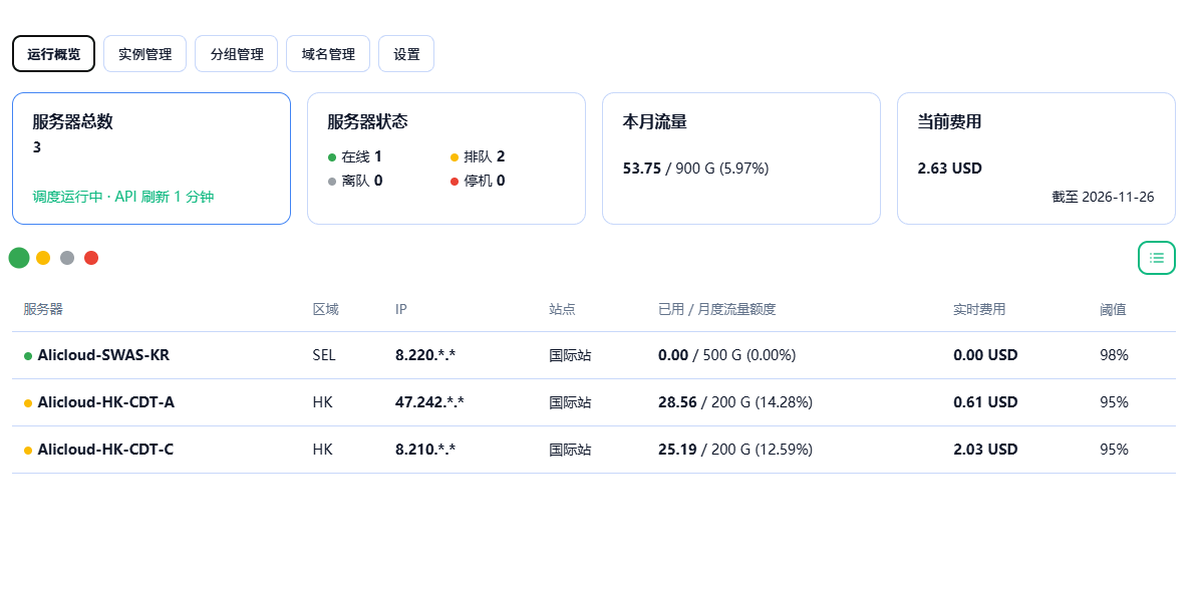 运行概览 实例管理 分组管理 域名管理 设置
服务器总数
3
调度运行中 · API 刷新 1 分钟
服务器状态
在线 1 排队 2
离队 0 停机 0
本月流量
53.75 / 900 G (5.97%)
当前费用
2.63 USD
截至 2026-11-26
服务器 区域 IP 站点 已用 / 月度流量额度 实时费用 阈值
Alicloud-SWAS-KR SEL 8.220.*.* 国际站 0.00 / 500 G (0.00%) 0.00 USD 98%
Alicloud-HK-CDT-A HK 47.242.*.* 国际站 28.56 / 200 G (14.28%) 0.61 USD 95%
Alicloud-HK-CDT-C HK 8.210.*.* 国际站 25.19 / 200 G (12.59%) 2.03 USD 95%